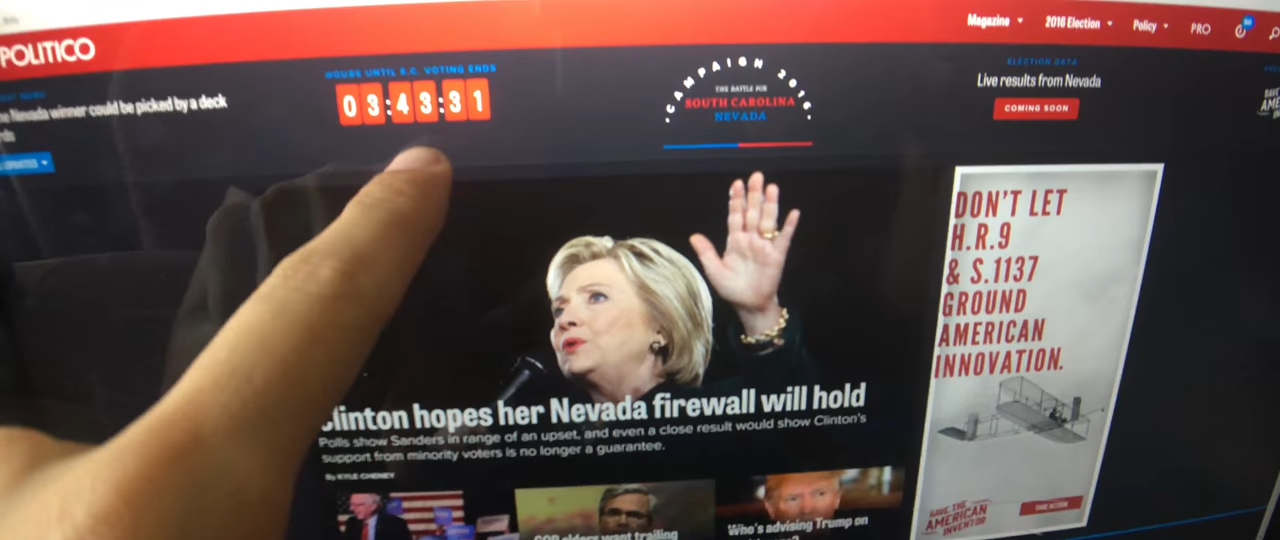 POLITICO
Magazine
2016 Election
Policy
PRO
Nevada winner could be picked by a deck
HOURS UNTIL S.C. VOTING ENDS
03:43:31
CAMPAIGN 2016
THE BATTLE FOR
SOUTH CAROLINA
NEVADA
ELECTION DATA
Live results from Nevada
COMING SOON
Clinton hopes her Nevada firewall will hold
Polls show Sanders in range of an upset, and even a close result would show Clinton's
support from minority voters is no longer a guarantee.
By KYLE CHENEY
GOP elders want trailing
Who's advising Trump on
DON'T LET
H.R.9
& S.1137
GROUND
AMERICAN
INNOVATION.
SAVE THE
AMERICAN
INVENTOR
TAKE ACTION